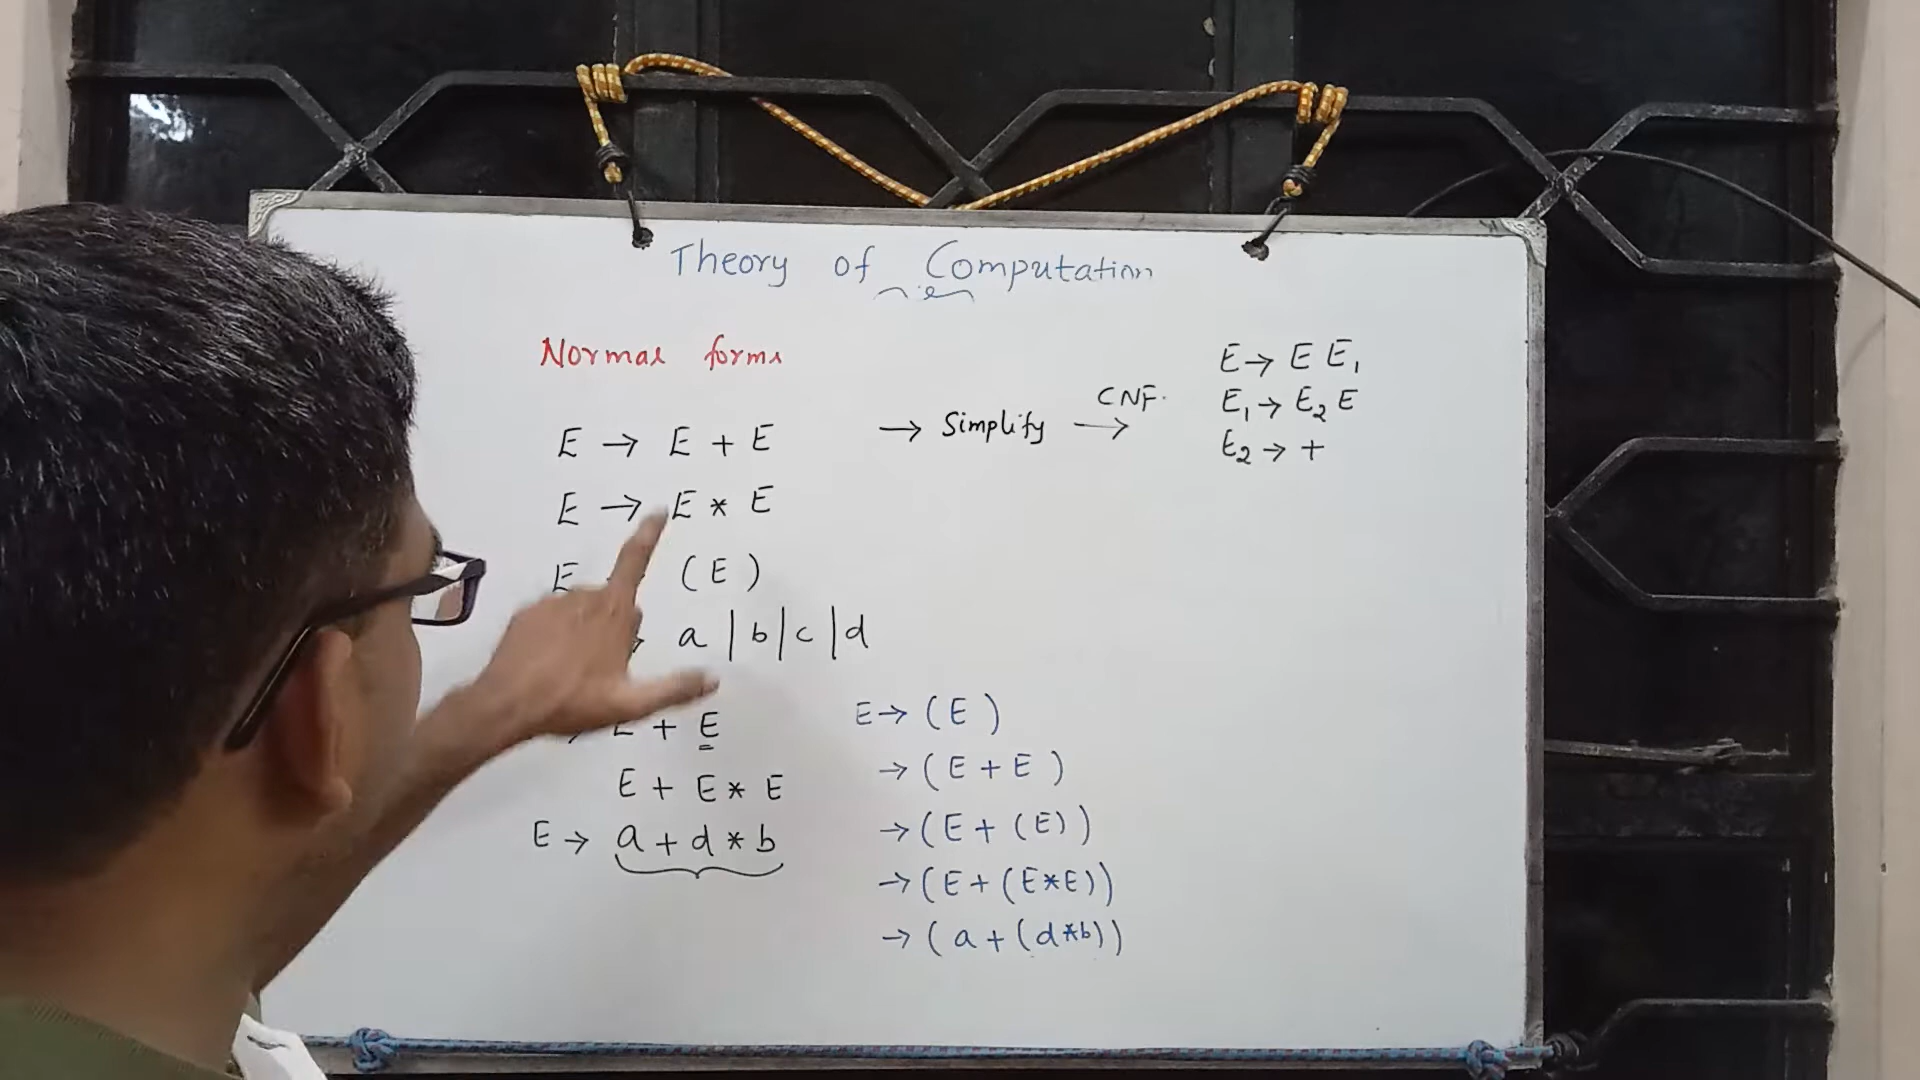 Theory of Computation
Normal forms
E → E + E
E → E * E
E (E)
→ a | b | c | d
→ Simplify → CNF.
E → E E₁
E₁ → E₂ E
E₂ → +
→ E + E
E + E * E
E → a + d * b
E → (E)
→ (E + E)
→ (E + (E))
→ (E + (E*E))
→ (a + (d*b))